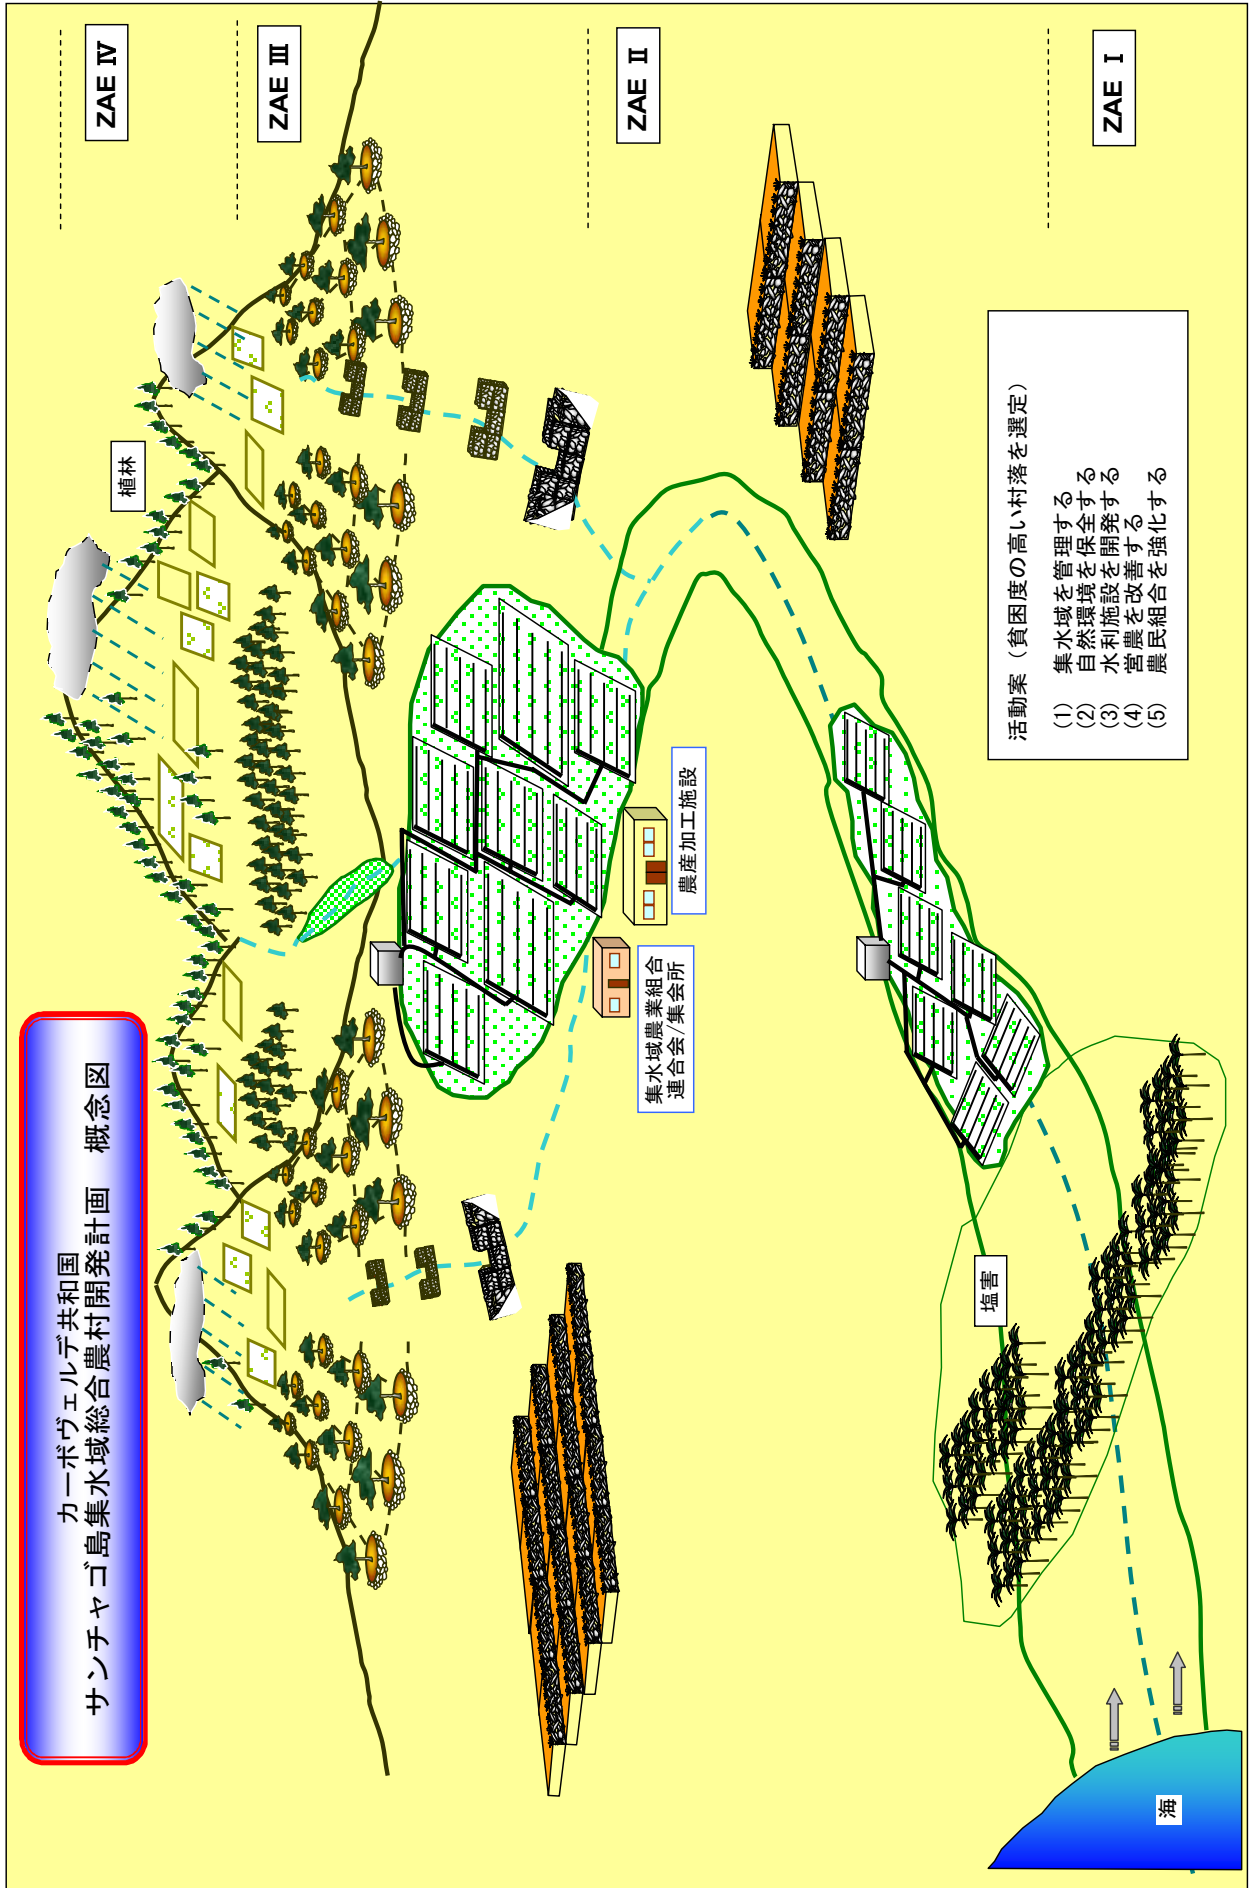 カーボヴェルデ共和国
サンチャゴ島集水域総合農村開発計画 概念図
ZAE Ⅳ
植林
ZAE Ⅲ
ZAE Ⅱ
集水域農業組合
連合会/集会所
農産加工施設
ZAE Ⅰ
塩害
海
活動案（貧困度の高い村落を選定）
(1) 集水域を管理する
(2) 自然環境を保全する
(3) 水利施設を開発する
(4) 営農を改善する
(5) 農民組合を強化する